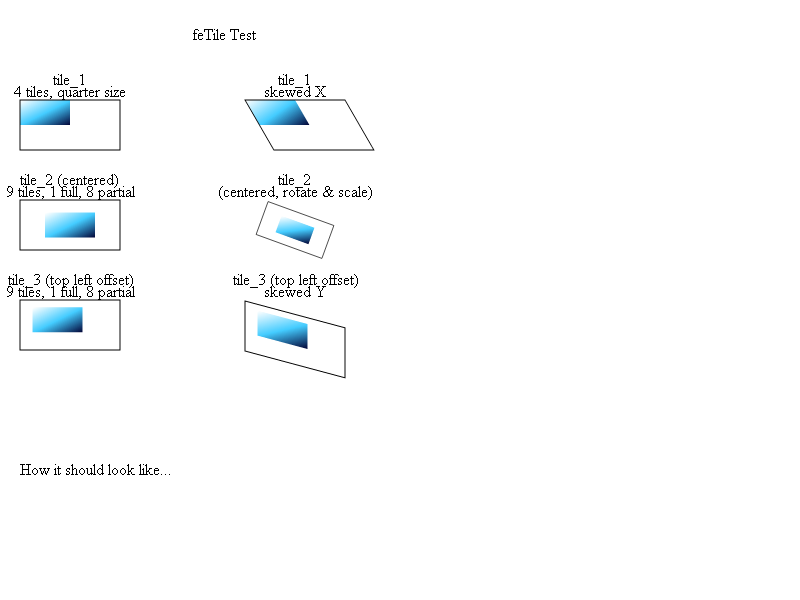 feTile Test
tile_1
4 tiles, quarter size
tile_1
skewed X
tile_2 (centered)
9 tiles, 1 full, 8 partial
tile_2
(centered, rotate & scale)
tile_3 (top left offset)
9 tiles, 1 full, 8 partial
tile_3 (top left offset)
skewed Y
How it should look like...